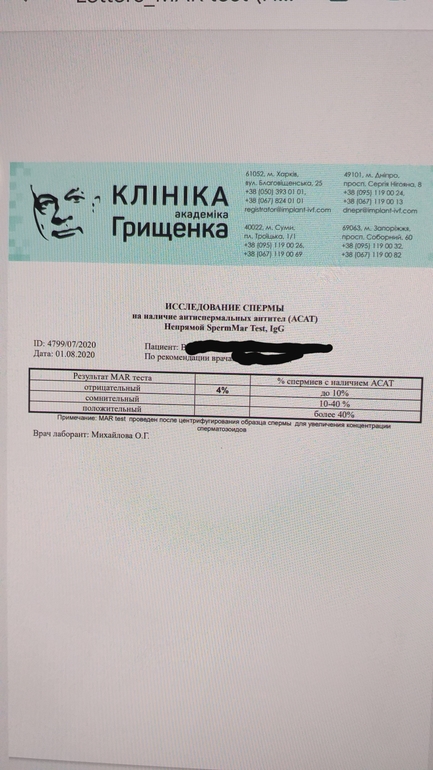 КЛІНІКА
академіка
Грищенка
61052, м. Харків,
вул. Благовіщенська, 25
+38 (050) 393 01 01,
+38 (067) 824 01 01
registrator@implant-ivf.com
49101, м. Дніпро,
просп. Сергія Нігояна, 8
+38 (095) 119 00 24,
+38 (067) 119 00 13
dnepr@implant-ivf.com
40022, м. Суми,
пл. Троїцька, 1/1
+38 (095) 119 00 26,
+38 (067) 119 00 69
69063, м. Запоріжжя,
просп. Соборний, 60
+38 (095) 119 00 32,
+38 (067) 119 00 82
ИССЛЕДОВАНИЕ СПЕРМЫ
на наличие антиспермальных антител (АСАТ)
Непрямой SpermMar Test, IgG
ID: 4799/07/2020
Пациент:
Дата: 01.08.2020
По рекомендации врача
Результат MAR теста % спермиев с наличием АСАТ
отрицательный 4% до 10%
сомнительный 10-40 %
положительный более 40%
Примечание: MAR test проведен после центрифугирования образца спермы для увеличения концентрации
сперматозоидов
Врач лаборант: Михайлова О.Г.